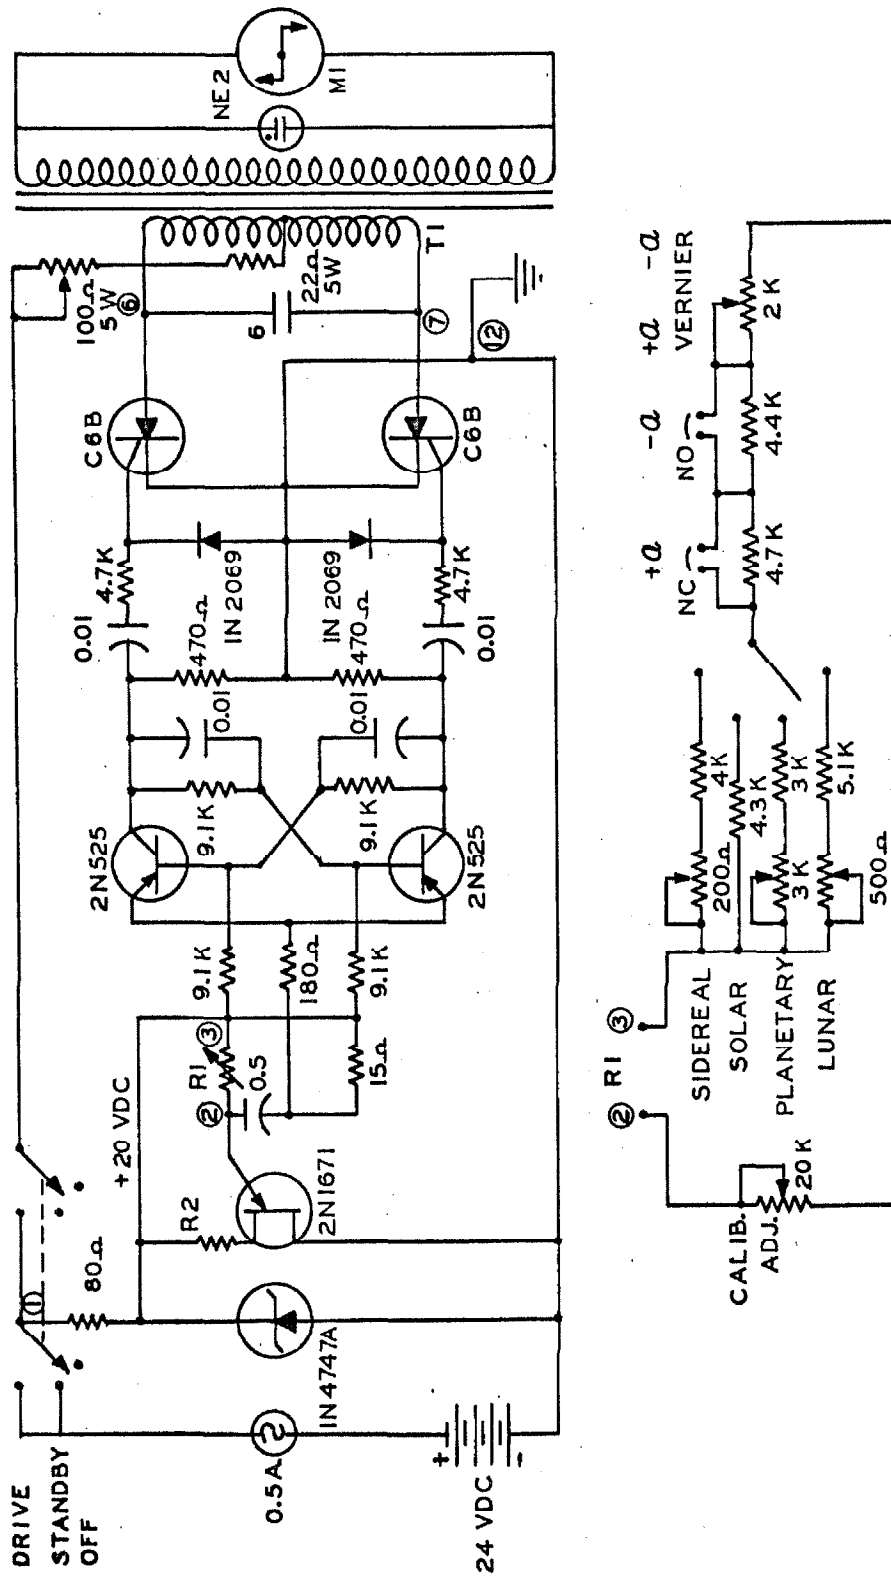 DRIVE
STANDBY
OFF
①
80Ω
+20 VDC
0.5A
24 VDC
+
-
IN4747A
R2
2N1671
②
R1
③
0.5
15Ω
9.1K
180Ω
9.1K
2N525
2N525
9.1K
9.1K
0.01
0.01
470Ω
470Ω
0.01
0.01
4.7K
4.7K
IN 2069
IN 2069
C6B
C6B
100Ω
5W
⑥
6
22Ω
5W
⑦
⑫
T1
NE2
M1
CALIB.
ADJ.
20K
② R1 ③
SIDEREAL
SOLAR
PLANETARY
LUNAR
200Ω
4K
4.3K
3K
3K
500Ω
5.1K
+a
NC
4.7K
-a
NO
4.4K
+a -a
VERNIER
2K